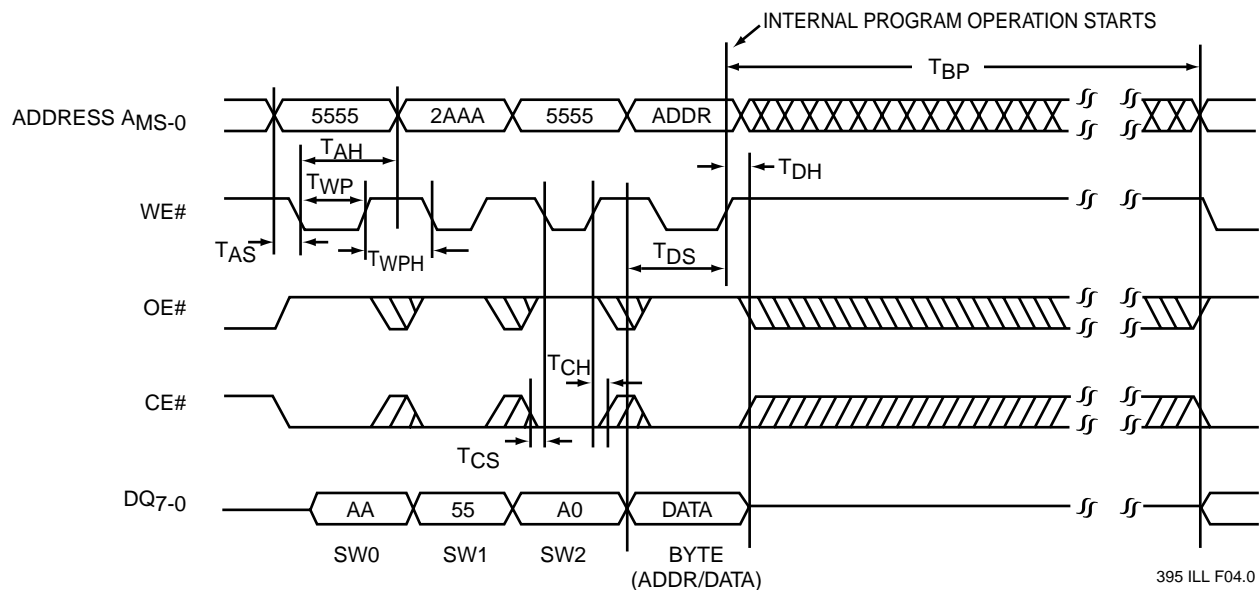 INTERNAL PROGRAM OPERATION STARTS
TBP
ADDRESS AMS-0
5555
2AAA
5555
ADDR
TAH
TDH
TWP
WE#
TAS
TWPH
TDS
OE#
TCH
CE#
TCS
DQ7-0
AA
55
A0
DATA
SW0
SW1
SW2
BYTE
(ADDR/DATA)
395 ILL F04.0